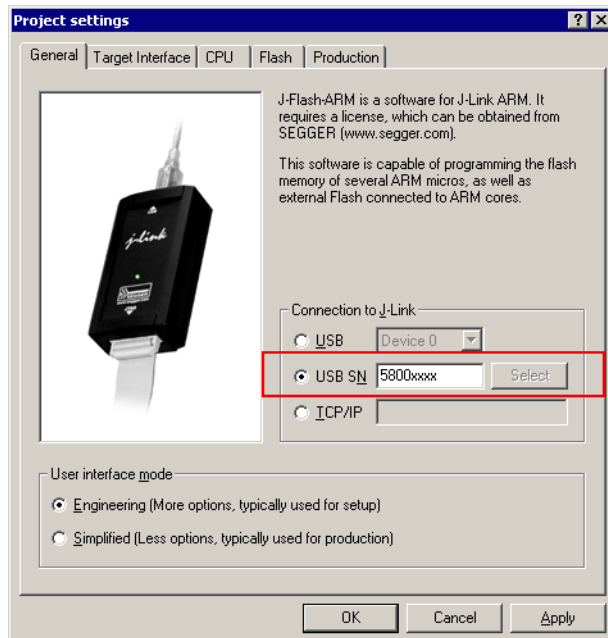 Project settings
General
Target Interface
CPU
Flash
Production
J-Flash-ARM is a software for J-Link ARM. It
requires a license, which can be obtained from
SEGGER (www.segger.com).
This software is capable of programming the flash
memory of several ARM micros, as well as
external Flash connected to ARM cores.
j-link
Connection to J-Link
USB
Device 0
USB SN
5800xxxx
Select
TCP/IP
User interface mode
Engineering (More options, typically used for setup)
Simplified (Less options, typically used for production)
OK
Cancel
Apply